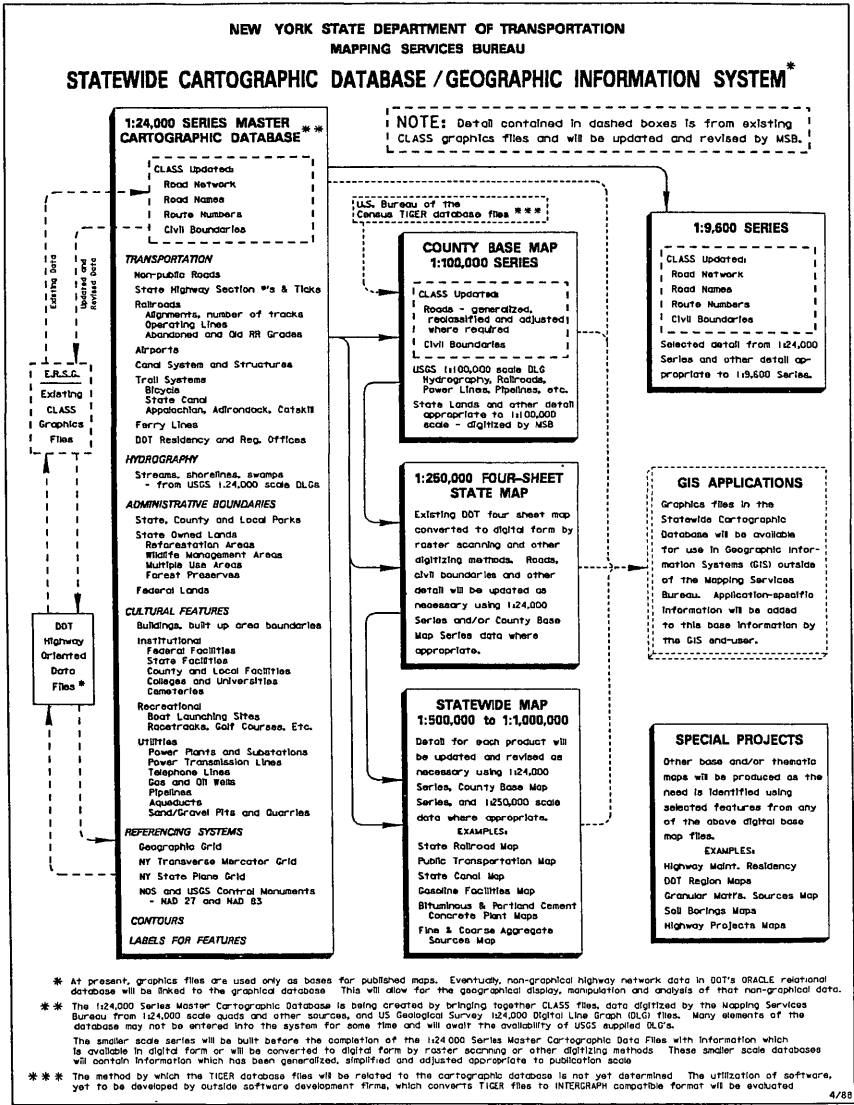 NEW YORK STATE DEPARTMENT OF TRANSPORTATION
MAPPING SERVICES BUREAU
STATEWIDE CARTOGRAPHIC DATABASE / GEOGRAPHIC INFORMATION SYSTEM*
1:24,000 SERIES MASTER
CARTOGRAPHIC DATABASE**
CLASS Updated:
Road Network
Road Names
Route Numbers
Civil Boundaries
TRANSPORTATION
Non-public Roads
State Highway Section #'s & Ticks
Railroads
Alignments, number of tracks
Operating Lines
Abandoned and Old RR Grades
Airports
Canal System and Structures
Trail Systems
Bicycle
State Canal
Appalachian, Adirondack, Catskill
Ferry Lines
DOT Residency and Reg. Offices
HYDROGRAPHY
Streams, shorelines, swamps
- from USGS 1:24,000 scale DLGs
ADMINISTRATIVE BOUNDARIES
State, County and Local Parks
State Owned Lands
Reforestation Areas
Wildlife Management Areas
Multiple Use Areas
Forest Preserves
Federal Lands
CULTURAL FEATURES
Buildings, built up area boundaries
Institutional
Federal Facilities
State Facilities
County and Local Facilities
Colleges and Universities
Cemeteries
Recreational
Boat Launching Sites
Racetracks, Golf Courses, Etc.
Utilities
Power Plants and Substations
Power Transmission Lines
Telephone Lines
Gas and Oil Wells
Pipelines
Aqueducts
Sand/Gravel Pits and Quarries
REFERENCING SYSTEMS
Geographic Grid
NY Transverse Mercator Grid
NY State Plane Grid
NOS and USGS Control Monuments
- NAD 27 and NAD 83
CONTOURS
LABELS FOR FEATURES
Existing Data
Updated and
Revised Data
E.R.S.G.
Existing
CLASS
Graphics
Files
DOT
Highway
Oriented
Data
Files *
NOTE: Detail contained in dashed boxes is from existing
CLASS graphics files and will be updated and revised by MSB.
U.S. Bureau of the
Census TIGER database files ***
COUNTY BASE MAP
1:100,000 SERIES
CLASS Updated:
Roads - generalized,
reclassified and adjusted
where required
Civil Boundaries
USGS 1:100,000 scale DLG
Hydrography, Railroads,
Power Lines, Pipelines, etc.
State Lands and other detail
appropriate to 1:100,000
scale - digitized by MSB
1:250,000 FOUR-SHEET
STATE MAP
Existing DOT four sheet map
converted to digital form by
raster scanning and other
digitizing methods. Roads,
civil boundaries and other
detail will be updated as
necessary using 1:24,000
Series and/or County Base
Map Series data where
appropriate.
STATEWIDE MAP
1:500,000 to 1:1,000,000
Detail for each product will
be updated and revised as
necessary using 1:24,000
Series, County Base Map
Series, and 1:250,000 scale
data where appropriate.
EXAMPLES:
State Railroad Map
Public Transportation Map
State Canal Map
Gasoline Facilities Map
Bituminous & Portland Cement
Concrete Plant Maps
Fine & Coarse Aggregate
Sources Map
1:9,600 SERIES
CLASS Updated:
Road Network
Road Names
Route Numbers
Civil Boundaries
Selected detail from 1:24,000
Series and other detail ap-
propriate to 1:9,600 Series.
GIS APPLICATIONS
Graphics files in the
Statewide Cartographic
Database will be available
for use in Geographic Infor-
mation Systems (GIS) outside
of the Mapping Services
Bureau. Application-specific
information will be added
to this base information by
the GIS end-user.
SPECIAL PROJECTS
Other base and/or thematic
maps will be produced as the
need is identified using
selected features from any
of the above digital base
map files.
EXAMPLES:
Highway Maint. Residency
DOT Region Maps
Granular Mat'ls. Sources Map
Soil Borings Maps
Highway Projects Maps
* At present, graphics files are used only as bases for published maps. Eventually, non-graphical highway network data in DOT's ORACLE relational
database will be linked to the graphical database This will allow for the geographical display, manipulation and analysis of that non-graphical data.
** The 1:24,000 Series Master Cartographic Database is being created by bringing together CLASS files, data digitized by the Mapping Services
Bureau from 1:24,000 scale quads and other sources, and US Geological Survey 1:24,000 Digital Line Graph (DLG) files. Many elements of the
database may not be entered into the system for some time and will await the availability of USGS supplied DLG's.
The smaller scale series will be built before the completion of the 1:24 000 Series Master Cartographic Data Files with information which
is available in digital form or will be converted to digital form by raster scanning or other digitizing methods These smaller scale databases
will contain information which has been generalized, simplified and adjusted appropriate to publication scale
*** The method by which the TIGER database files will be related to the cartographic database is not yet determined The utilization of software,
yet to be developed by outside software development firms, which converts TIGER files to INTERGRAPH compatible format will be evaluated
4/88